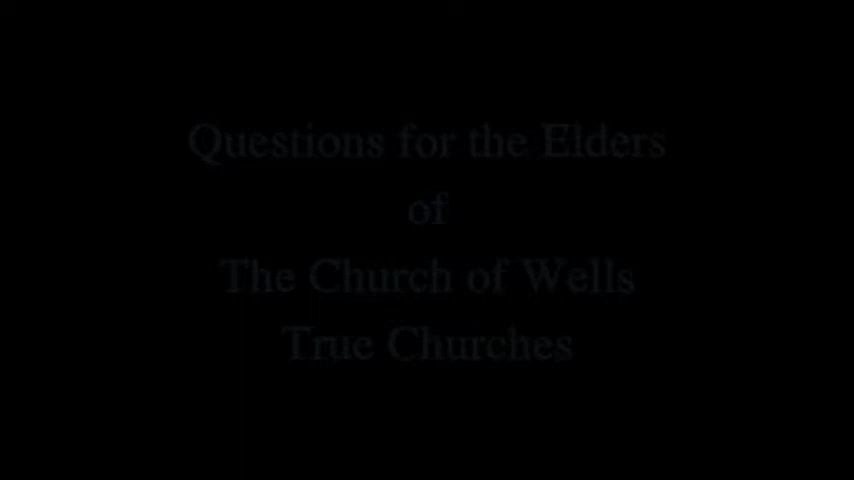 Questions for the Elders
of
The Church of Wells
True Churches